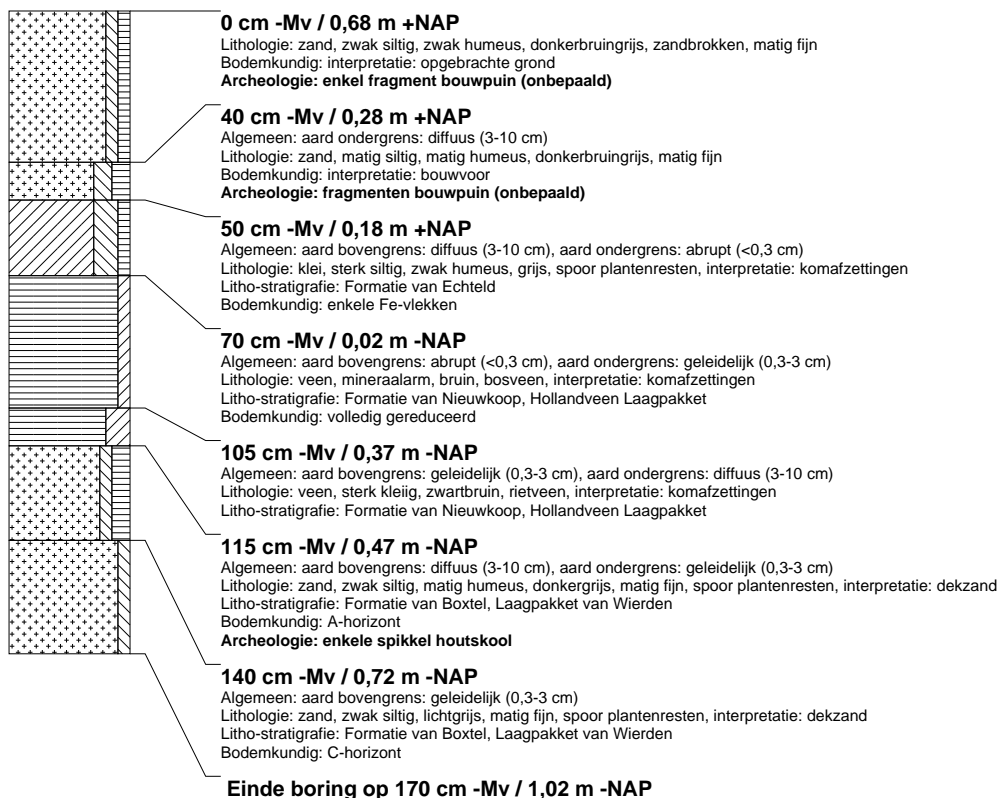 0 cm -Mv / 0,68 m +NAP
Lithologie: zand, zwak siltig, zwak humeus, donkerbruingrijs, zandbrokken, matig fijn
Bodemkundig: interpretatie: opgebrachte grond
Archeologie: enkel fragment bouwpuin (onbepaald)
40 cm -Mv / 0,28 m +NAP
Algemeen: aard ondergrens: diffuus (3-10 cm)
Lithologie: zand, matig siltig, matig humeus, donkerbruingrijs, matig fijn
Bodemkundig: interpretatie: bouwvoor
Archeologie: fragmenten bouwpuin (onbepaald)
50 cm -Mv / 0,18 m +NAP
Algemeen: aard bovengrens: diffuus (3-10 cm), aard ondergrens: abrupt (<0,3 cm)
Lithologie: klei, sterk siltig, zwak humeus, grijs, spoor plantenresten, interpretatie: komafzettingen
Litho-stratigrafie: Formatie van Echteld
Bodemkundig: enkele Fe-vlekken
70 cm -Mv / 0,02 m -NAP
Algemeen: aard bovengrens: abrupt (<0,3 cm), aard ondergrens: geleidelijk (0,3-3 cm)
Lithologie: veen, mineraalarm, bruin, bosveen, interpretatie: komafzettingen
Litho-stratigrafie: Formatie van Nieuwkoop, Hollandveen Laagpakket
Bodemkundig: volledig gereduceerd
105 cm -Mv / 0,37 m -NAP
Algemeen: aard bovengrens: geleidelijk (0,3-3 cm), aard ondergrens: diffuus (3-10 cm)
Lithologie: veen, sterk kleiig, zwartbruin, rietveen, interpretatie: komafzettingen
Litho-stratigrafie: Formatie van Nieuwkoop, Hollandveen Laagpakket
115 cm -Mv / 0,47 m -NAP
Algemeen: aard bovengrens: diffuus (3-10 cm), aard ondergrens: geleidelijk (0,3-3 cm)
Lithologie: zand, zwak siltig, matig humeus, donkergrijs, matig fijn, spoor plantenresten, interpretatie: dekzand
Litho-stratigrafie: Formatie van Boxtel, Laagpakket van Wierden
Bodemkundig: A-horizont
Archeologie: enkele spikkel houtskool
140 cm -Mv / 0,72 m -NAP
Algemeen: aard bovengrens: geleidelijk (0,3-3 cm)
Lithologie: zand, zwak siltig, lichtgrijs, matig fijn, spoor plantenresten, interpretatie: dekzand
Litho-stratigrafie: Formatie van Boxtel, Laagpakket van Wierden
Bodemkundig: C-horizont
Einde boring op 170 cm -Mv / 1,02 m -NAP